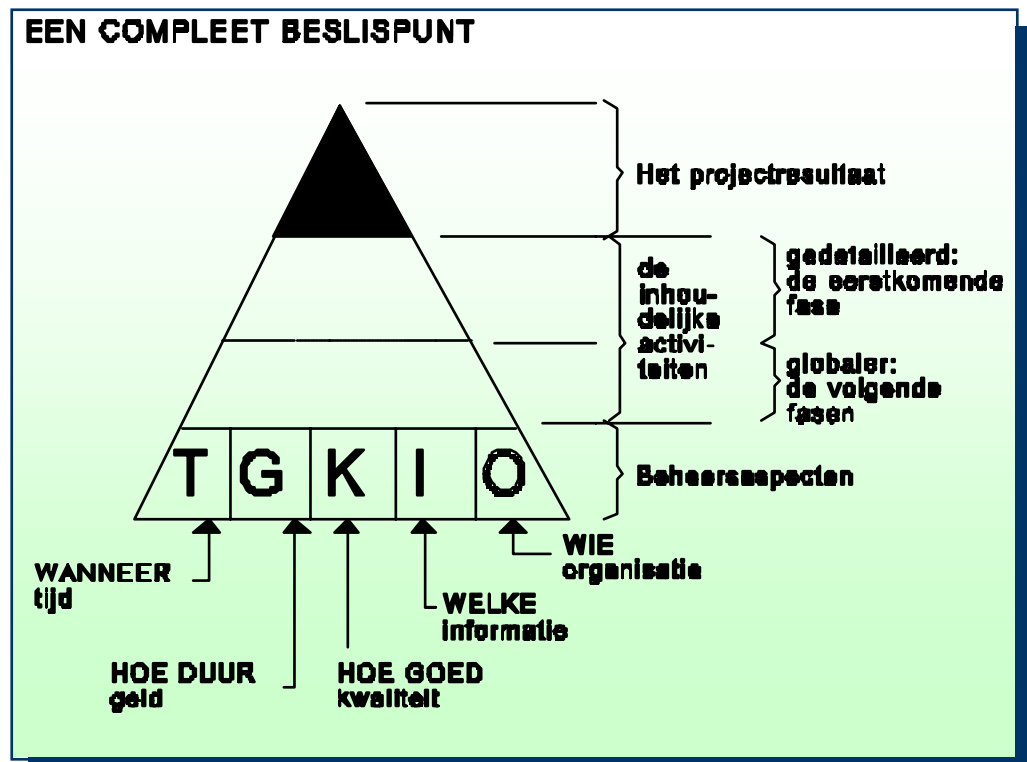 EEN COMPLEET BESLISPUNT
Het projectresultaat
de
inhou-
delijke
activi-
teiten
gedetailleerd:
de eerstkomende
fase
globaler:
de volgende
fasen
T G K I O
Beheersaspecten
WANNEER
tijd
WIE
organisatie
WELKE
informatie
HOE DUUR
geld
HOE GOED
kwaliteit